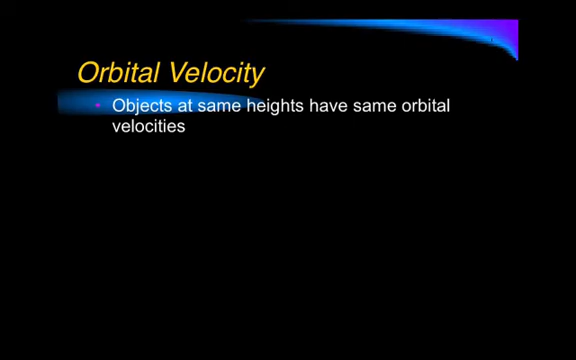 Orbital Velocity
Objects at same heights have same orbital
velocities